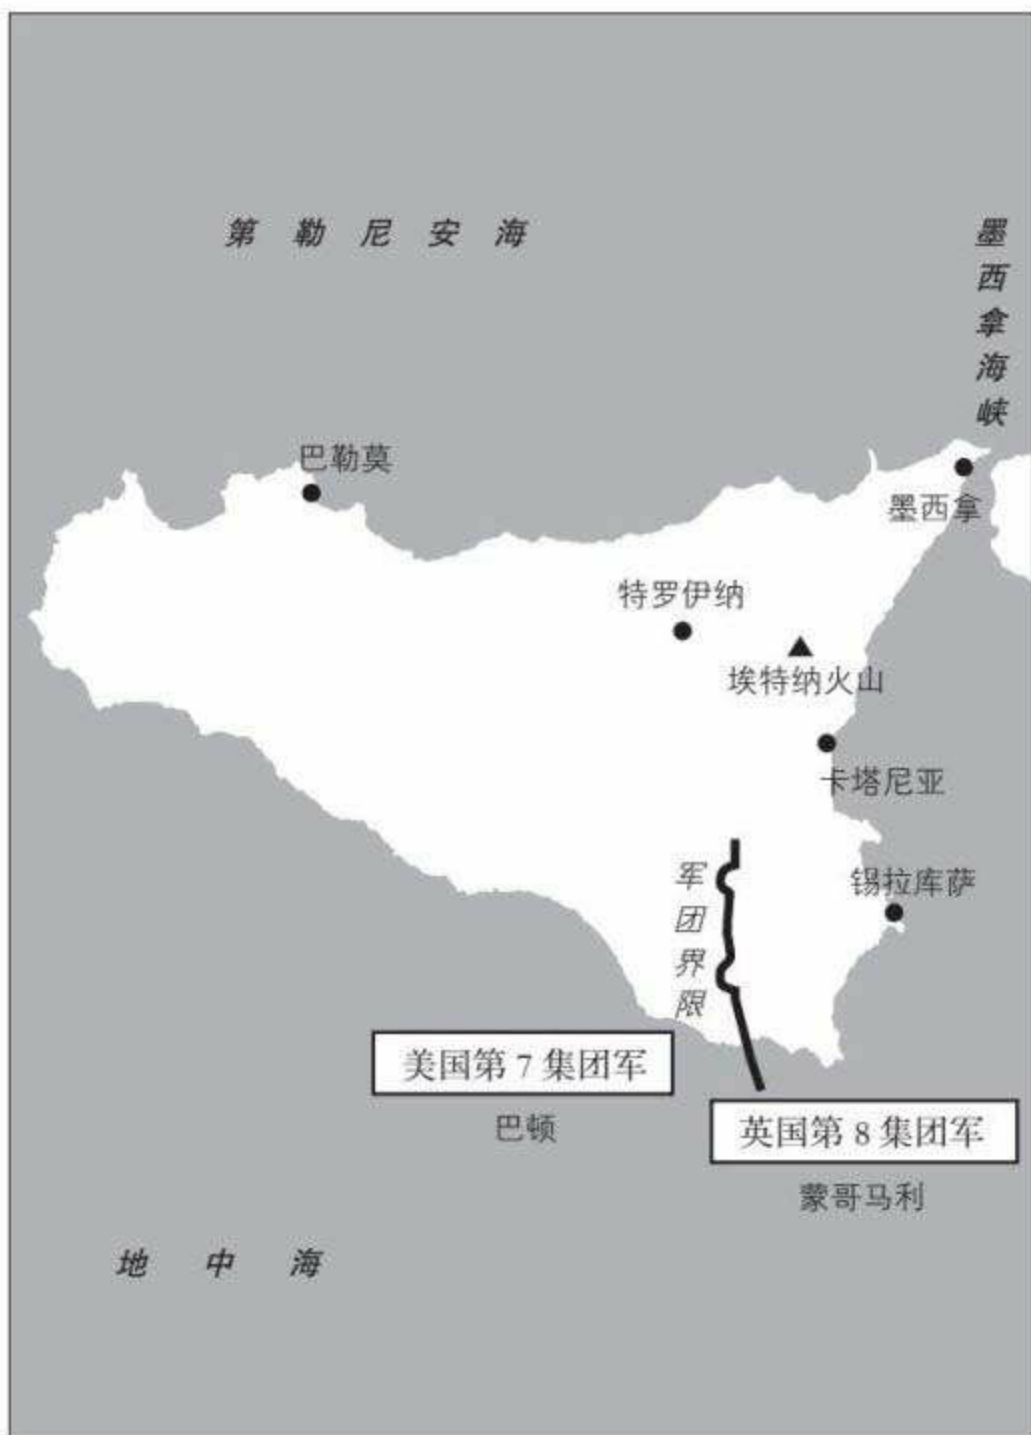 第勒尼安海
墨西拿海峡
巴勒莫
墨西拿
特罗伊纳
埃特纳火山
卡塔尼亚
锡拉库萨
军团界限
美国第7集团军
巴顿
英国第8集团军
蒙哥马利
地中海